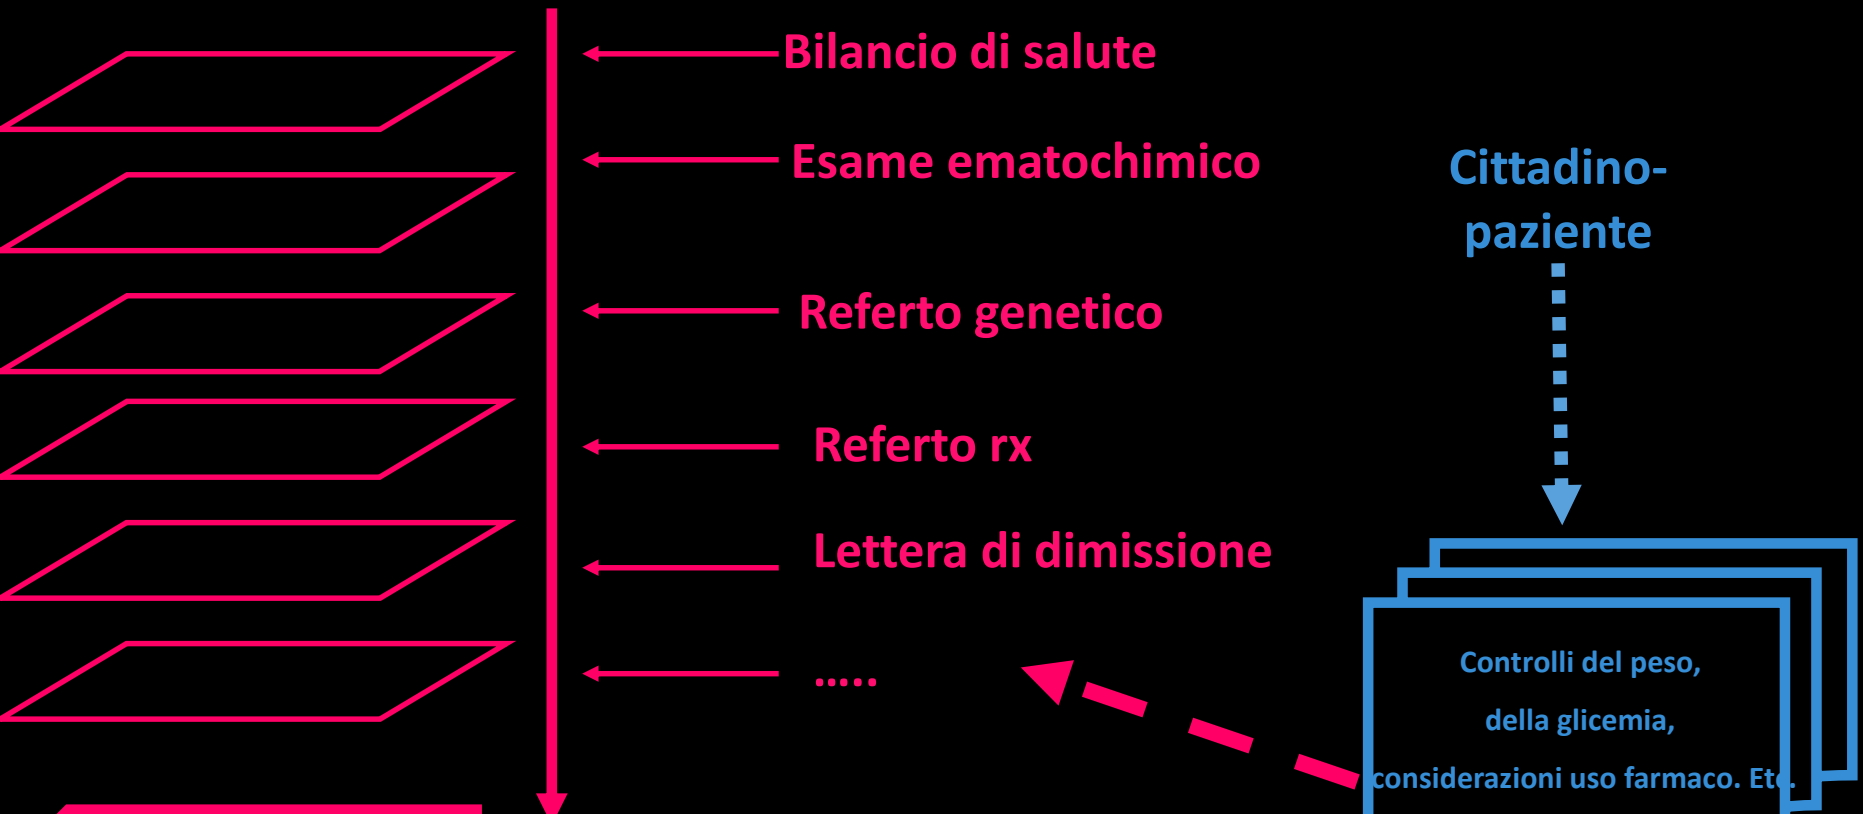 Bilancio di salute
Esame ematochimico
Referto genetico
Referto rx
Lettera di dimissione
.....
Cittadino-
paziente
Controlli del peso,
della glicemia,
considerazioni uso farmaco. Etc.